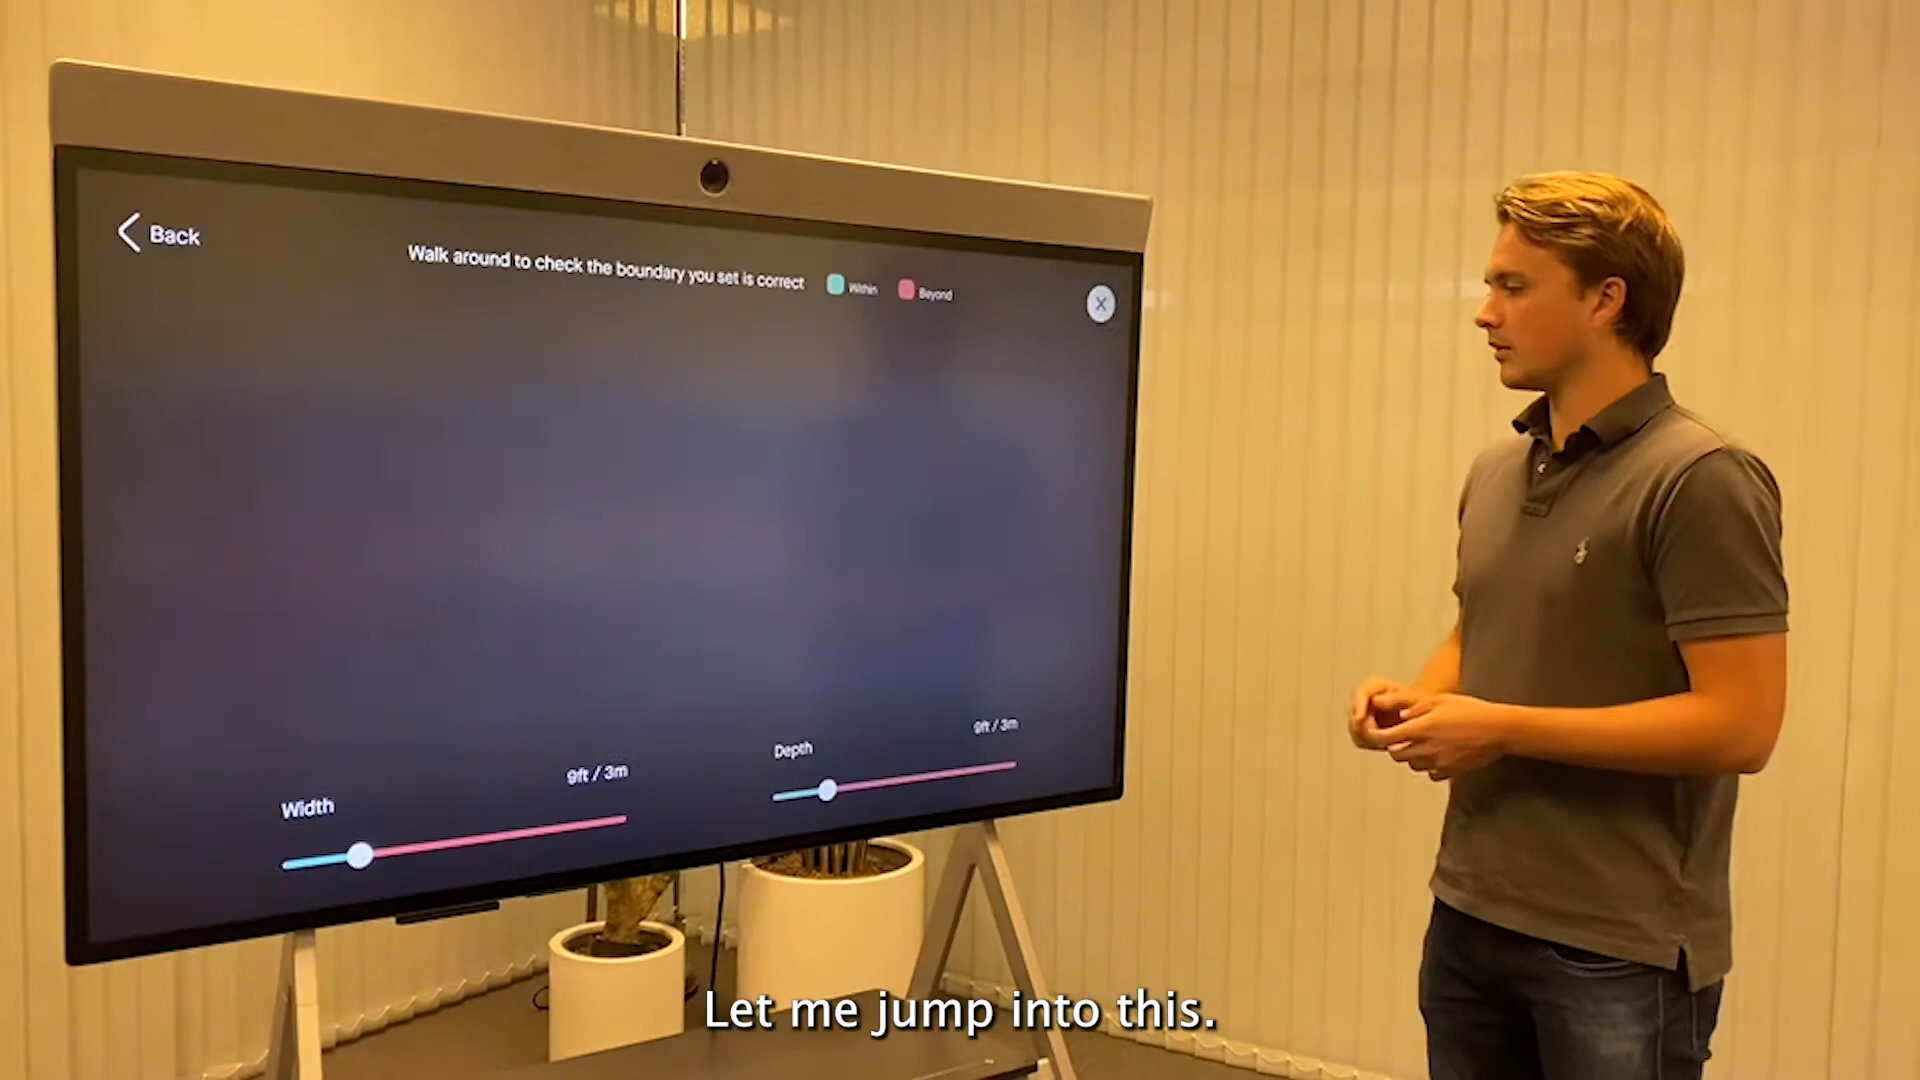 Back
Walk around to check the boundary you set is correct
Within
Beyond
X
Width
9ft / 3m
Depth
9ft / 3m
Let me jump into this.